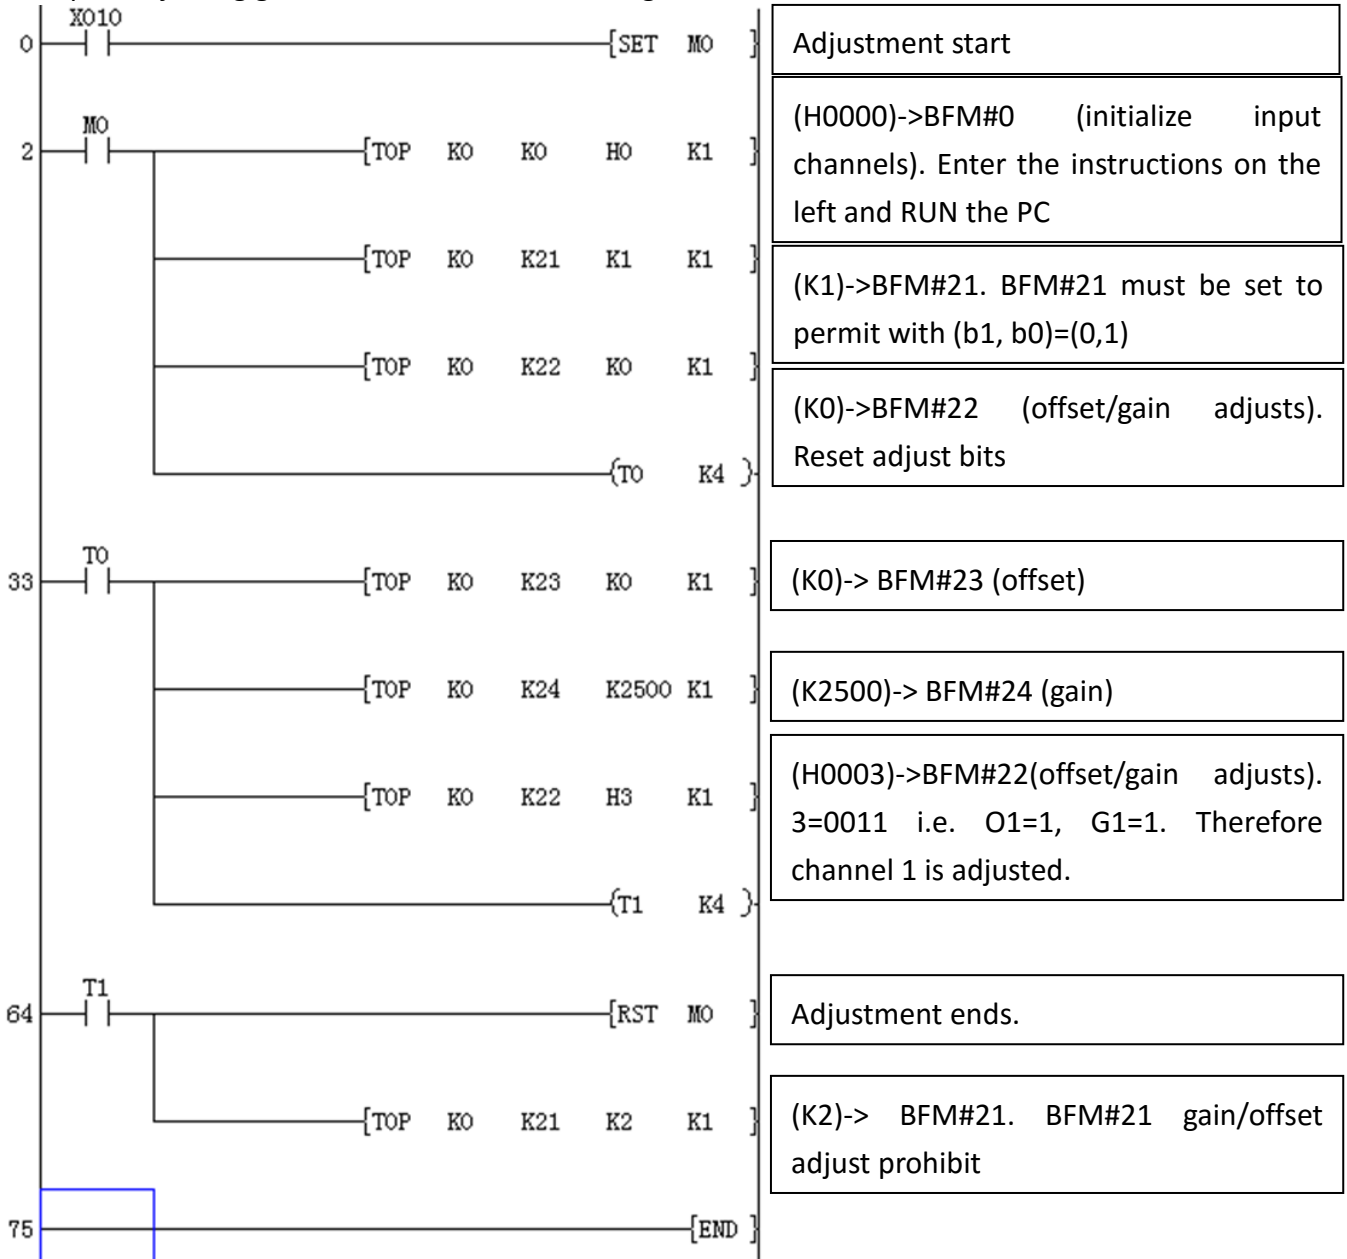 X010
0 [SET M0 ] Adjustment start
M0
2 [TOP K0 K0 H0 K1 ] (H0000)->BFM#0 (initialize input
channels). Enter the instructions on the
left and RUN the PC
[TOP K0 K21 K1 K1 ] (K1)->BFM#21. BFM#21 must be set to
permit with (b1, b0)=(0,1)
[TOP K0 K22 K0 K1 ] (K0)->BFM#22 (offset/gain adjusts).
Reset adjust bits
(T0 K4 )
T0
33 [TOP K0 K23 K0 K1 ] (K0)-> BFM#23 (offset)
[TOP K0 K24 K2500 K1 ] (K2500)-> BFM#24 (gain)
[TOP K0 K22 H3 K1 ] (H0003)->BFM#22(offset/gain adjusts).
3=0011 i.e. O1=1, G1=1. Therefore
channel 1 is adjusted.
(T1 K4 )
T1
64 [RST M0 ] Adjustment ends.
[TOP K0 K21 K2 K1 ] (K2)-> BFM#21. BFM#21 gain/offset
adjust prohibit
75 [END ]